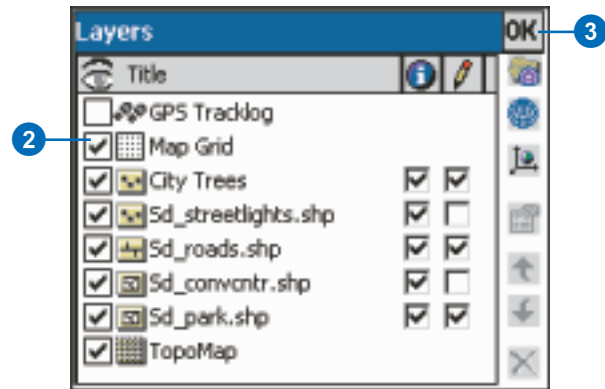 Layers
OK
3
Title
GPS Tracklog
2
Map Grid
City Trees
Sd_streetlights.shp
Sd_roads.shp
Sd_convcntr.shp
Sd_park.shp
TopoMap